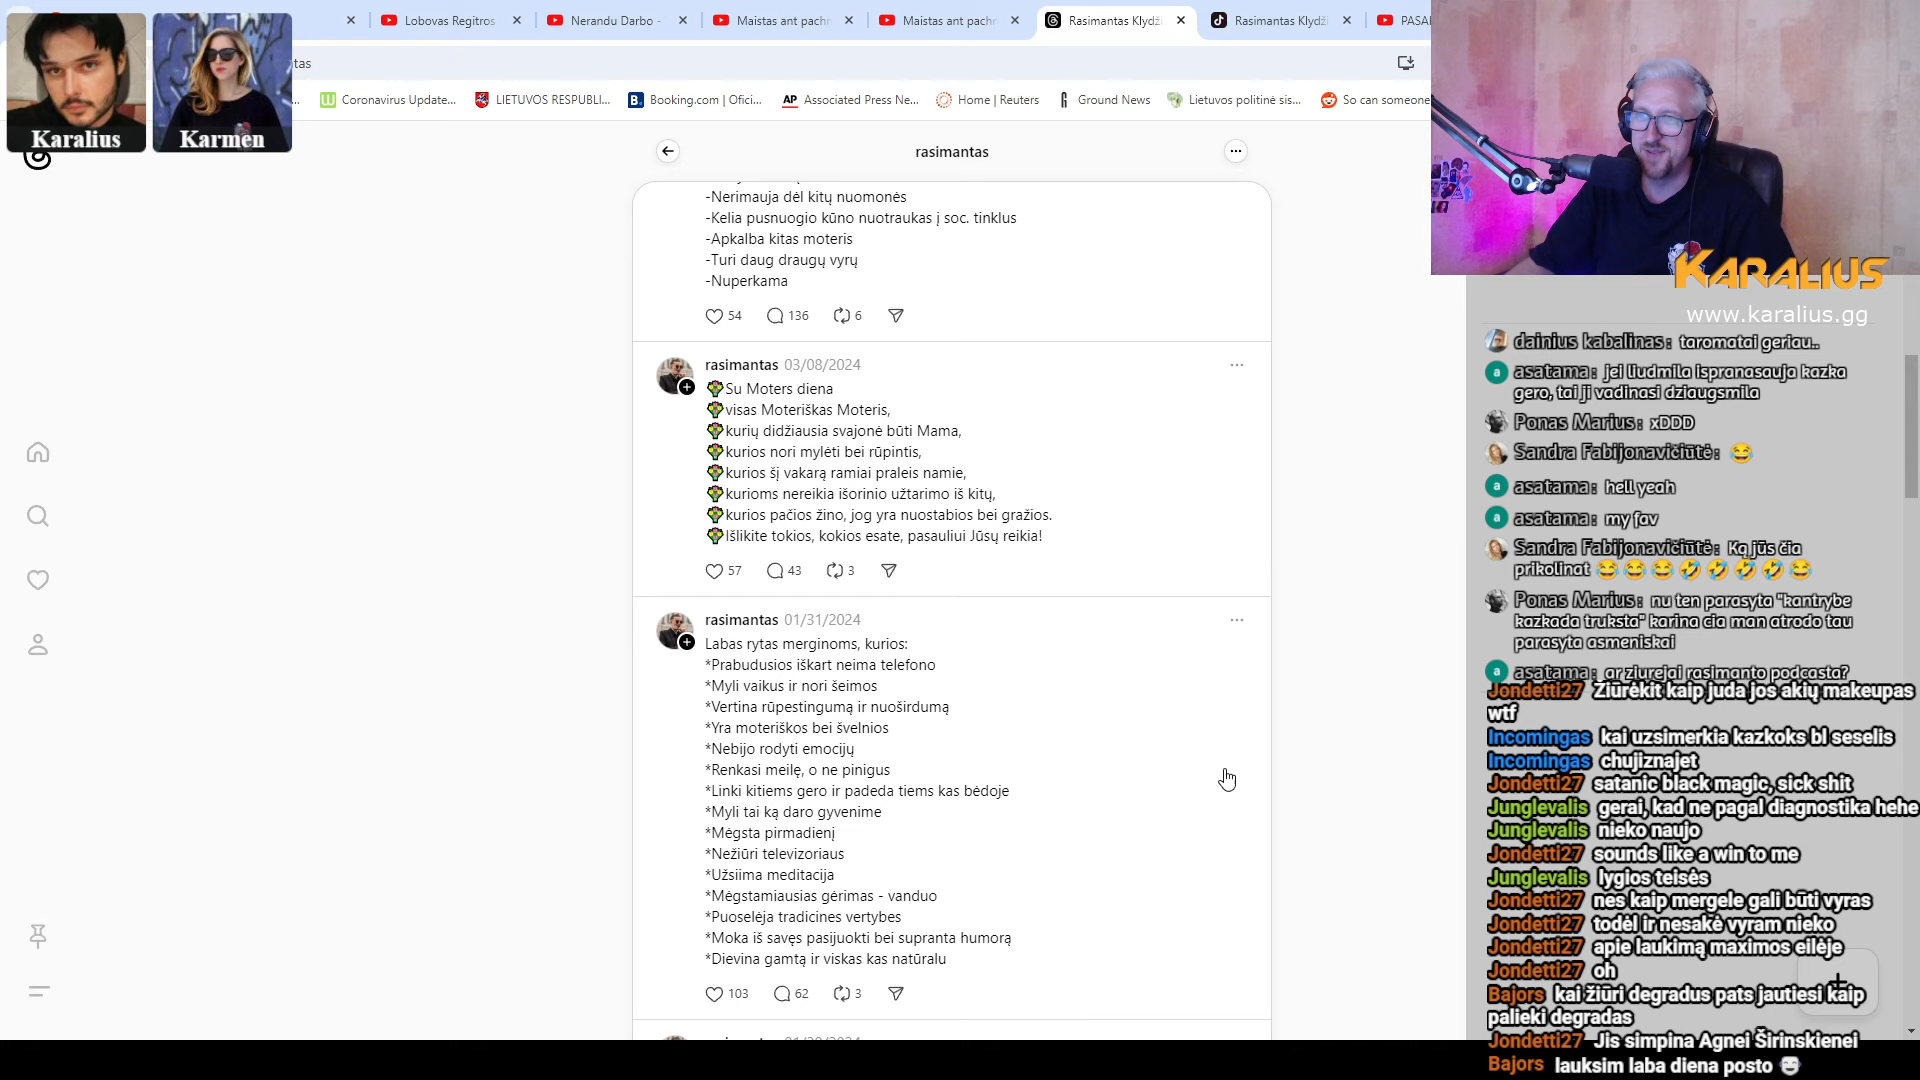 Lobovas Regitros
Nerandu Darbo -
Maistas ant pachm
Maistas ant pachm
Rasimantas Klydži
Rasimantas Klydži
PASAI
tas
Coronavirus Update...
LIETUVOS RESPUBLI...
Booking.com | Ofici...
AP Associated Press Ne...
Home | Reuters
Ground News
Lietuvos politinė sis...
So can someone
Karalius
Karmen
rasimantas
-Nerimauja dėl kitų nuomonės
-Kelia pusnuogio kūno nuotraukas į soc. tinklus
-Apkalba kitas moteris
-Turi daug draugų vyrų
-Nuperkama
54 136 6
rasimantas 03/08/2024
Su Moters diena
visas Moteriškas Moteris,
kurių didžiausia svajonė būti Mama,
kurios nori mylėti bei rūpintis,
kurios šį vakarą ramiai praleis namie,
kurioms nereikia išorinio užtarimo iš kitų,
kurios pačios žino, jog yra nuostabios bei gražios.
Išlikite tokios, kokios esate, pasauliui Jūsų reikia!
57 43 3
rasimantas 01/31/2024
Labas rytas merginoms, kurios:
*Prabudusios iškart neima telefono
*Myli vaikus ir nori šeimos
*Vertina rūpestingumą ir nuoširdumą
*Yra moteriškos bei švelnios
*Nebijo rodyti emocijų
*Renkasi meilę, o ne pinigus
*Linki kitiems gero ir padeda tiems kas bėdoje
*Myli tai ką daro gyvenime
*Mėgsta pirmadienį
*Nežiūri televizoriaus
*Užsiima meditacija
*Mėgstamiausias gėrimas - vanduo
*Puoselėja tradicines vertybes
*Moka iš savęs pasijuokti bei supranta humorą
*Dievina gamtą ir viskas kas natūralu
103 62 3
KARALIUS
www.karalius.gg
dainius kabalinas: taromatai geriau..
asatama: jei liudmila ispranasauja kazka
gero, tai ji vadinasi dziaugsmila
Ponas Marius: xDDD
Sandra Fabijonavičiūtė: 😂
asatama: hell yeah
asatama: my fav
Sandra Fabijonavičiūtė: Ką jūs čia
prikolinat 😂😂😂🤣🤣🤣🤣😂
Ponas Marius: nu ten parasyta "kantrybe
kazkada truksta" karina cia man atrodo tau
parasyta asmeniskai
asatama: ar ziurejai rasimanto podcasta?
Jondetti27 Žiūrėkit kaip juda jos akių makeupas
wtf
Incomingas kai uzsimerkia kazkoks bl seselis
Incomingas chujiznajet
Jondetti27 satanic black magic, sick shit
Junglevalis gerai, kad ne pagal diagnostika hehe
Junglevalis nieko naujo
Jondetti27 sounds like a win to me
Junglevalis lygios teisės
Jondetti27 nes kaip mergele gali būti vyras
Jondetti27 todėl ir nesakė vyram nieko
Jondetti27 apie laukimą maximos eilėje
Jondetti27 oh
Bajors kai žiūri degradus pats jautiesi kaip
palieki degradas
Jondetti27 Jis simpina Agnei Širinskienei
Bajors lauksim laba diena posto